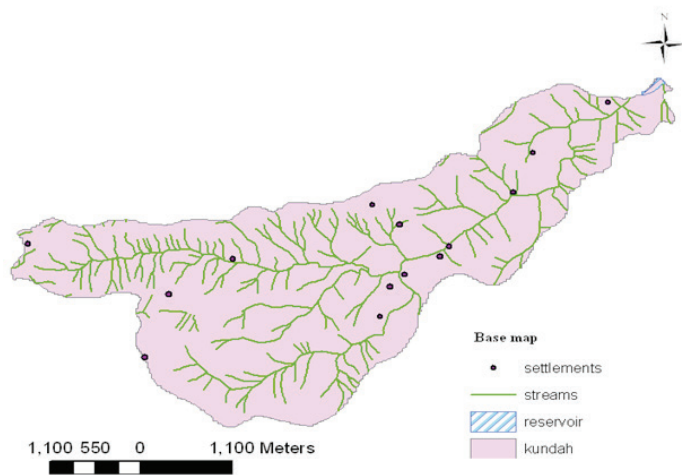 N
Base map
settlements
streams
reservoir
kundah
1,100 550 0 1,100 Meters